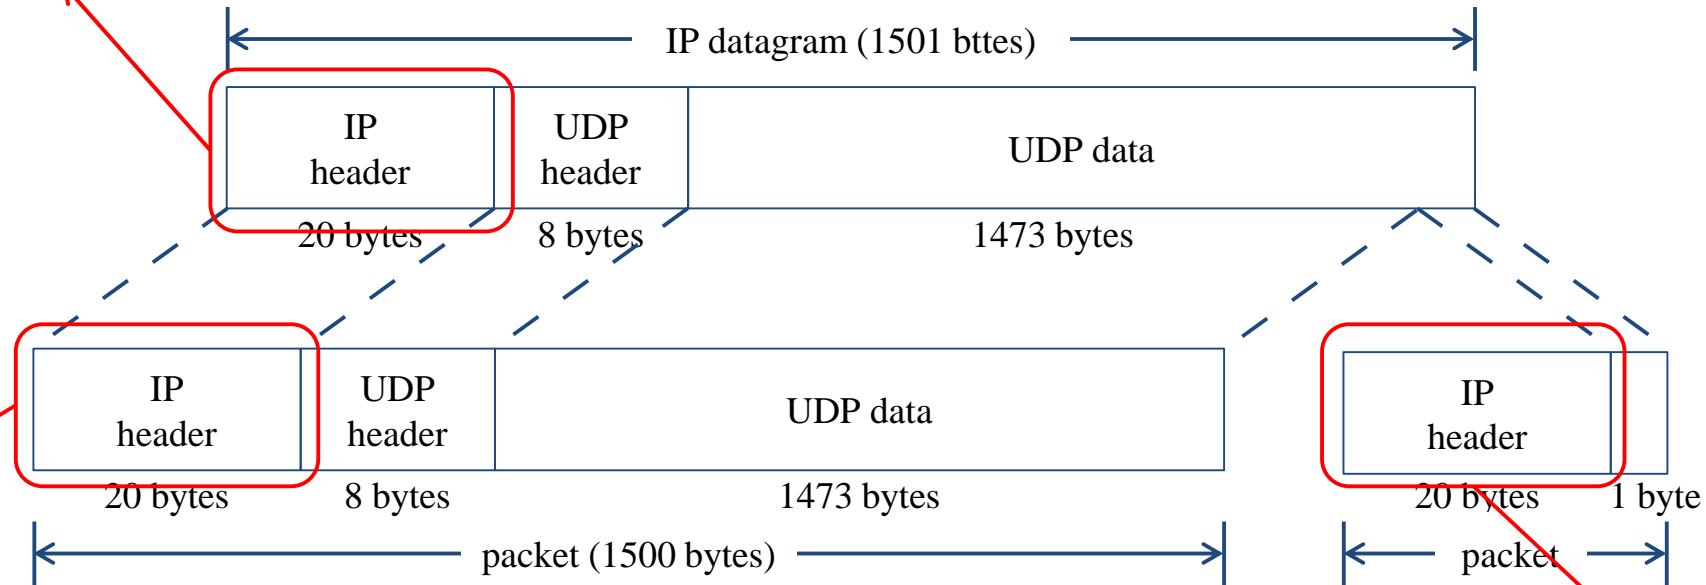 IP datagram (1501 bttes)
IP
header
UDP
header
UDP data
20 bytes
8 bytes
1473 bytes
IP
header
UDP
header
UDP data
IP
header
20 bytes
8 bytes
1473 bytes
20 bytes
1 byte
packet (1500 bytes)
packet